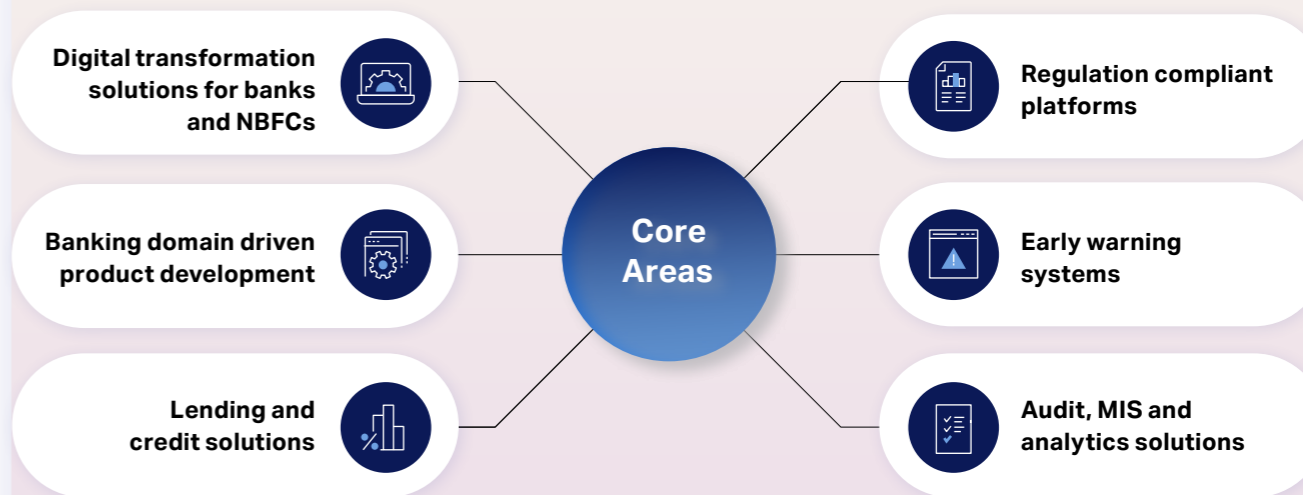 Digital transformation
solutions for banks
and NBFCs
Banking domain driven
product development
Lending and
credit solutions
Core
Areas
Regulation compliant
platforms
Early warning
systems
Audit, MIS and
analytics solutions